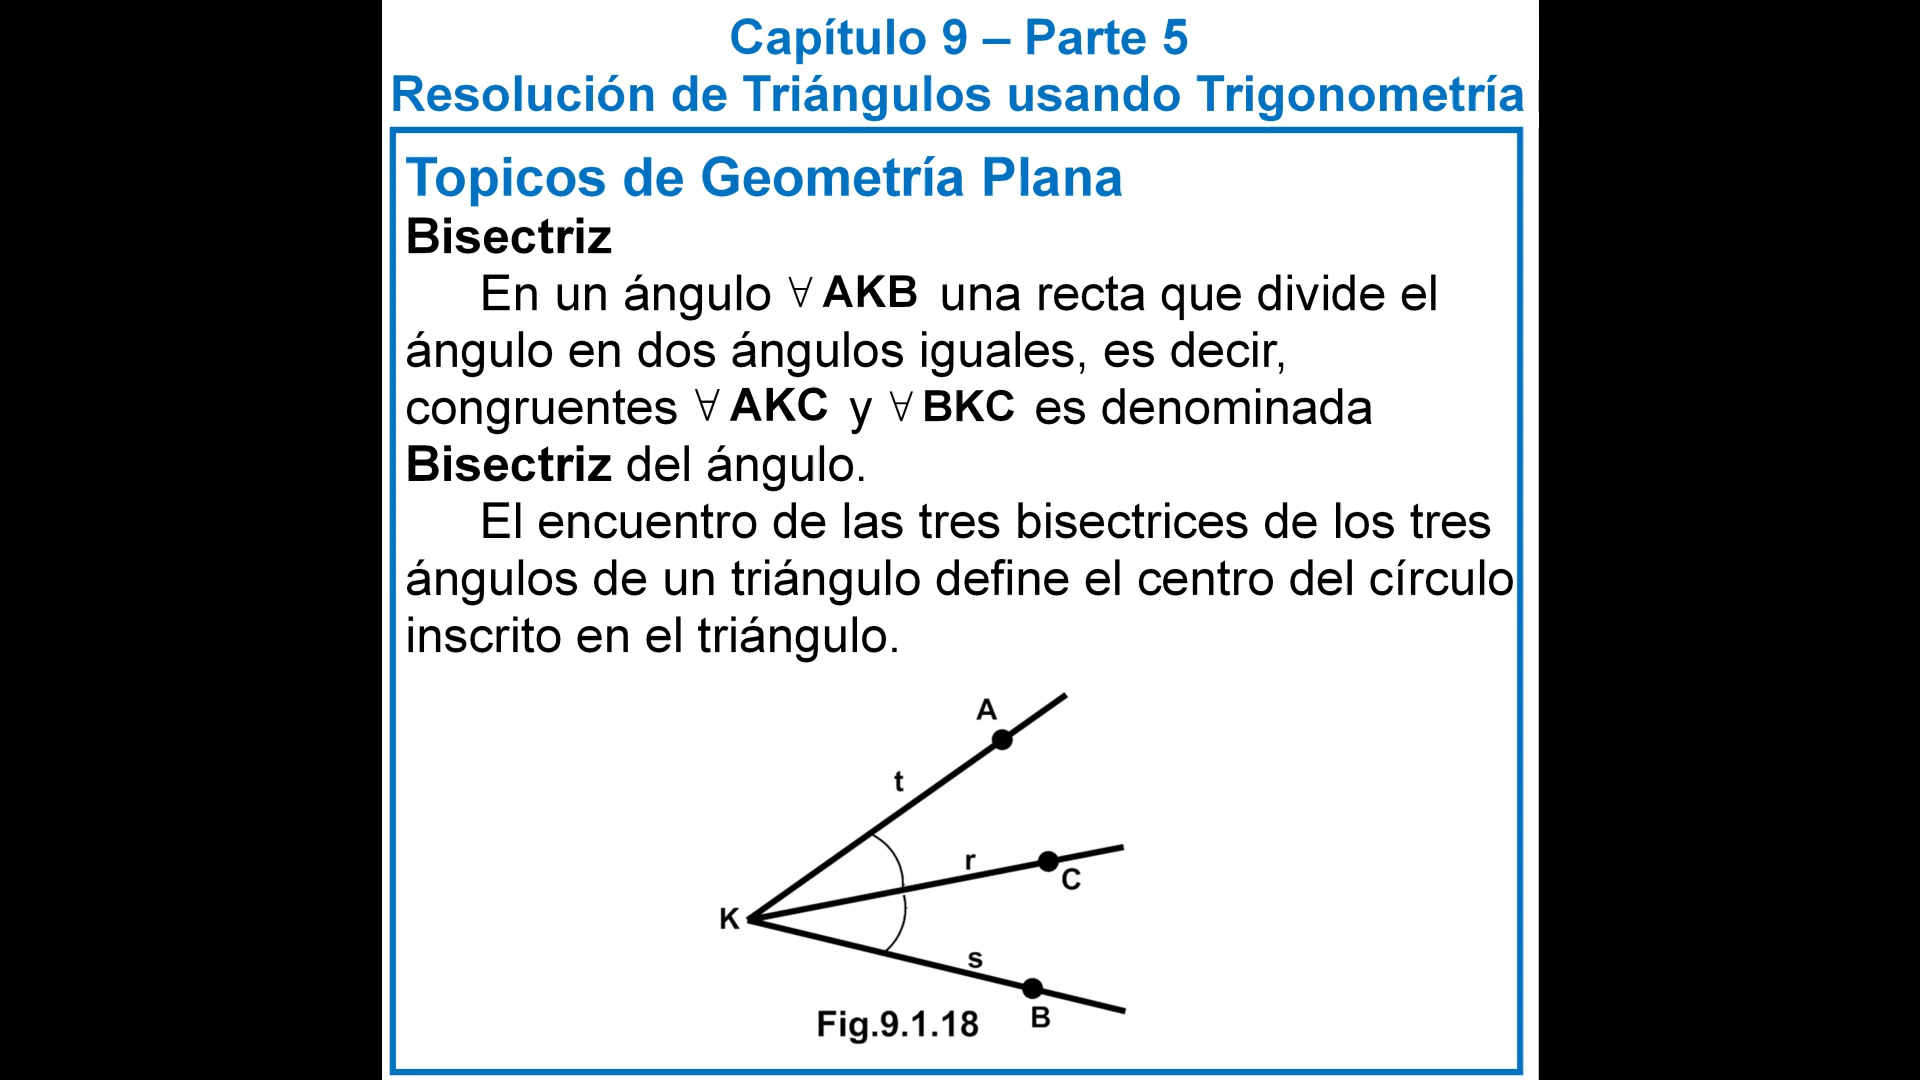 Capítulo 9 – Parte 5
Resolución de Triángulos usando Trigonometría
Topicos de Geometría Plana
Bisectriz
En un ángulo ∀ AKB una recta que divide el
ángulo en dos ángulos iguales, es decir,
congruentes ∀ AKC y ∀ BKC es denominada
Bisectriz del ángulo.
El encuentro de las tres bisectrices de los tres
ángulos de un triángulo define el centro del círculo
inscrito en el triángulo.
A
t
r
C
K
s
B
Fig.9.1.18